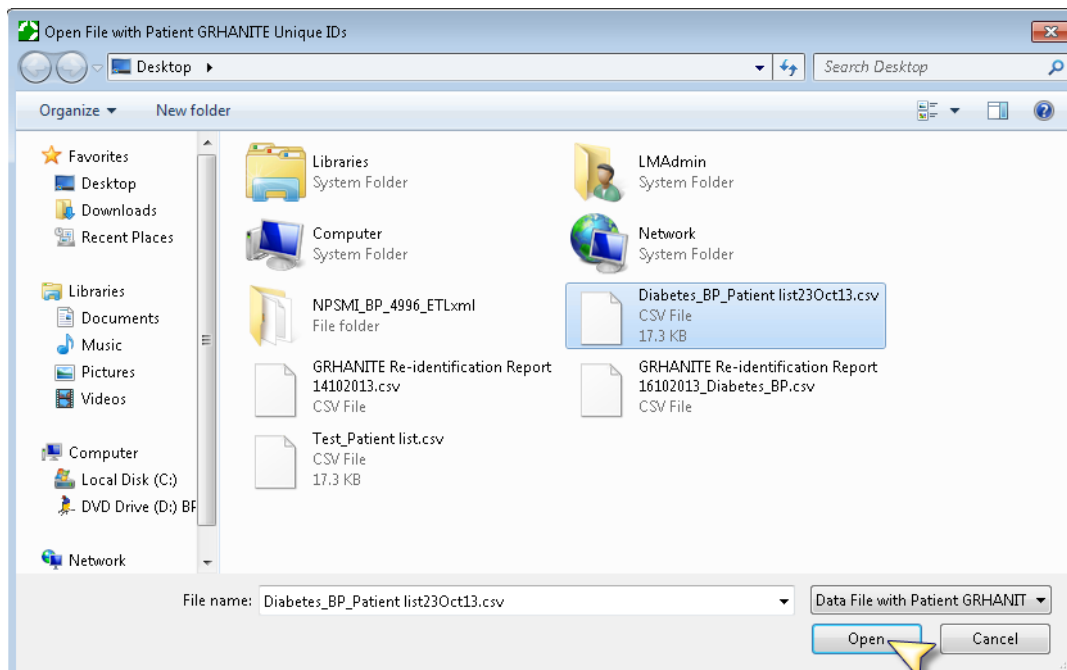 Open File with Patient GRHANITE Unique IDs
Desktop
Search Desktop
Organize
New folder
Favorites
Desktop
Downloads
Recent Places
Libraries
Documents
Music
Pictures
Videos
Computer
Local Disk (C:)
DVD Drive (D:) BP
Network
Libraries
System Folder
LMAdmin
System Folder
Computer
System Folder
Network
System Folder
NPSMI_BP_4996_ETLxml
File folder
Diabetes_BP_Patient list23Oct13.csv
CSV File
17.3 KB
GRHANITE Re-identification Report
14102013.csv
CSV File
GRHANITE Re-identification Report
16102013_Diabetes_BP.csv
CSV File
Test_Patient list.csv
CSV File
17.3 KB
File name:
Diabetes_BP_Patient list23Oct13.csv
Data File with Patient GRHANIT
Open
Cancel